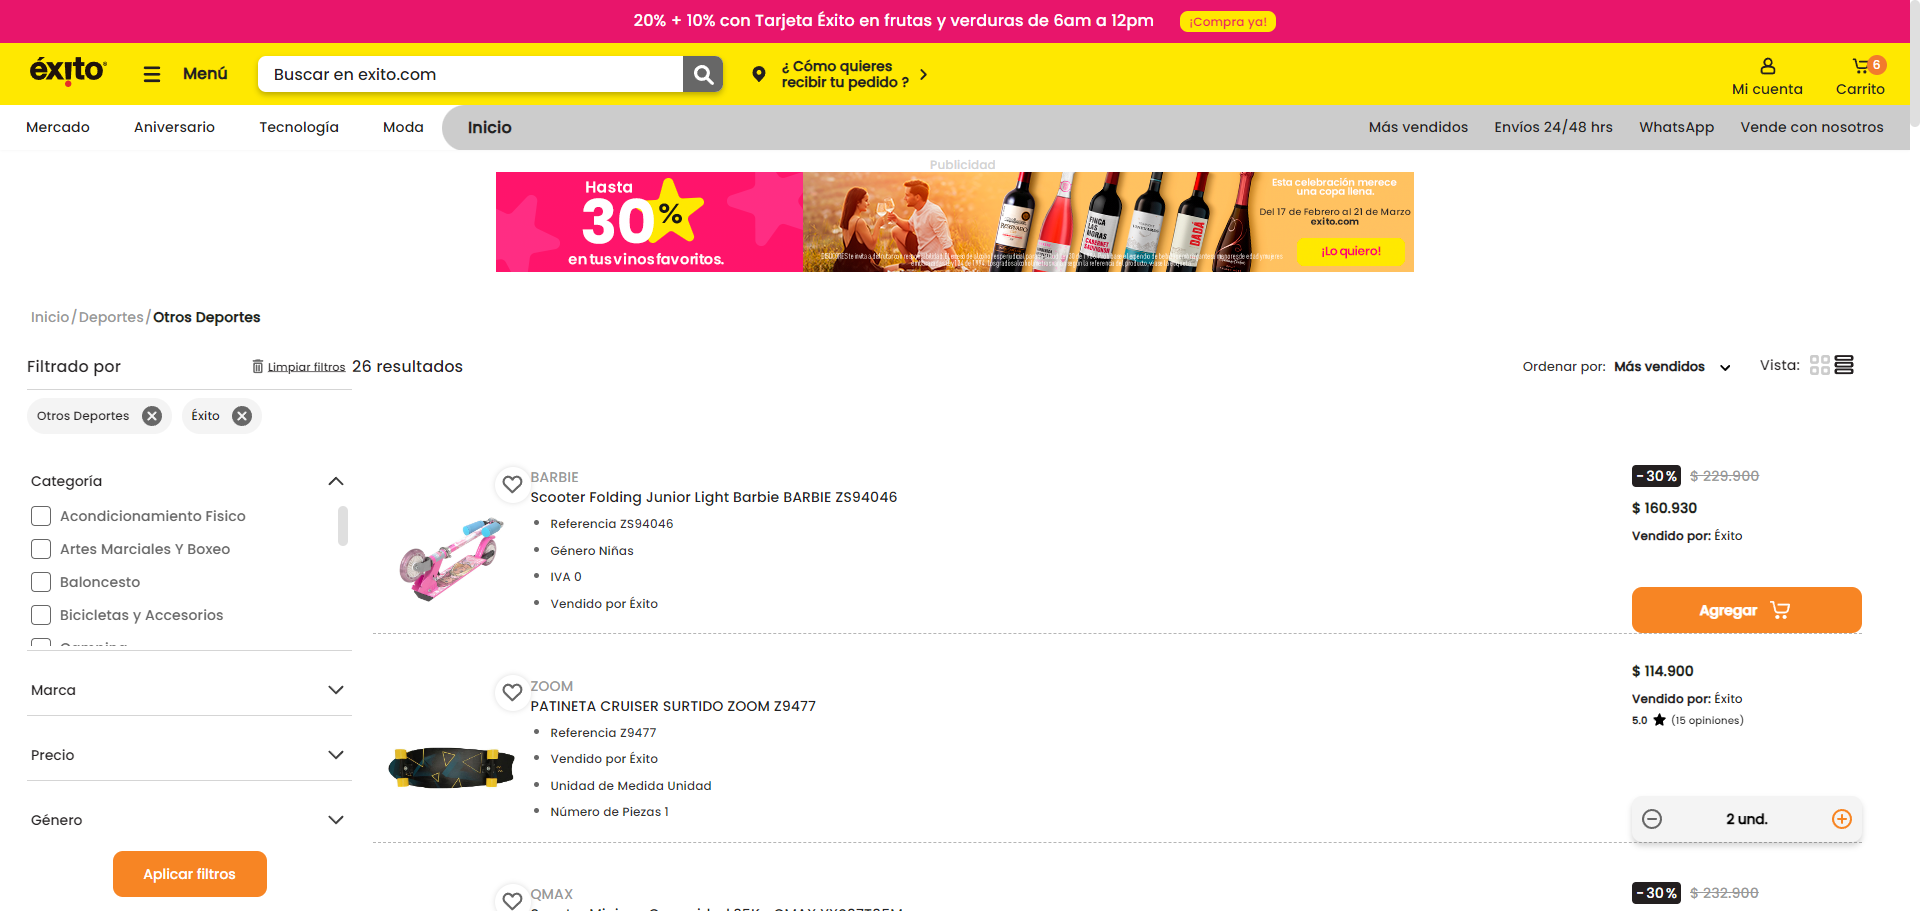 20% + 10% con Tarjeta Éxito en frutas y verduras de 6am a 12pm
¡Compra ya!
éxito
Menú
Buscar en exito.com
¿ Cómo quieres
recibir tu pedido ?
Mi cuenta
6
Carrito
Mercado
Aniversario
Tecnología
Moda
Inicio
Más vendidos
Envíos 24/48 hrs
WhatsApp
Vende con nosotros
Publicidad
Hasta
30%
en tus vinos favoritos.
RESERVADO
FINCA
LAS
MORAS
CABERNET
SAUVIGNON
DADÁ
Esta celebración merece
una copa llena.
Del 17 de Febrero al 21 de Marzo
exito.com
¡Lo quiero!
Inicio/Deportes/Otros Deportes
Filtrado por
Limpiar filtros
26 resultados
Ordenar por: Más vendidos
Vista:
Otros Deportes
Éxito
Categoría
Acondicionamiento Fisico
Artes Marciales Y Boxeo
Baloncesto
Bicicletas y Accesorios
Marca
Precio
Género
Aplicar filtros
BARBIE
Scooter Folding Junior Light Barbie BARBIE ZS94046
Referencia ZS94046
Género Niñas
IVA 0
Vendido por Éxito
-30%
$ 229.900
$ 160.930
Vendido por: Éxito
Agregar
ZOOM
PATINETA CRUISER SURTIDO ZOOM Z9477
Referencia Z9477
Vendido por Éxito
Unidad de Medida Unidad
Número de Piezas 1
$ 114.900
Vendido por: Éxito
5.0 ★ (15 opiniones)
2 und.
QMAX
-30%
$ 232.900